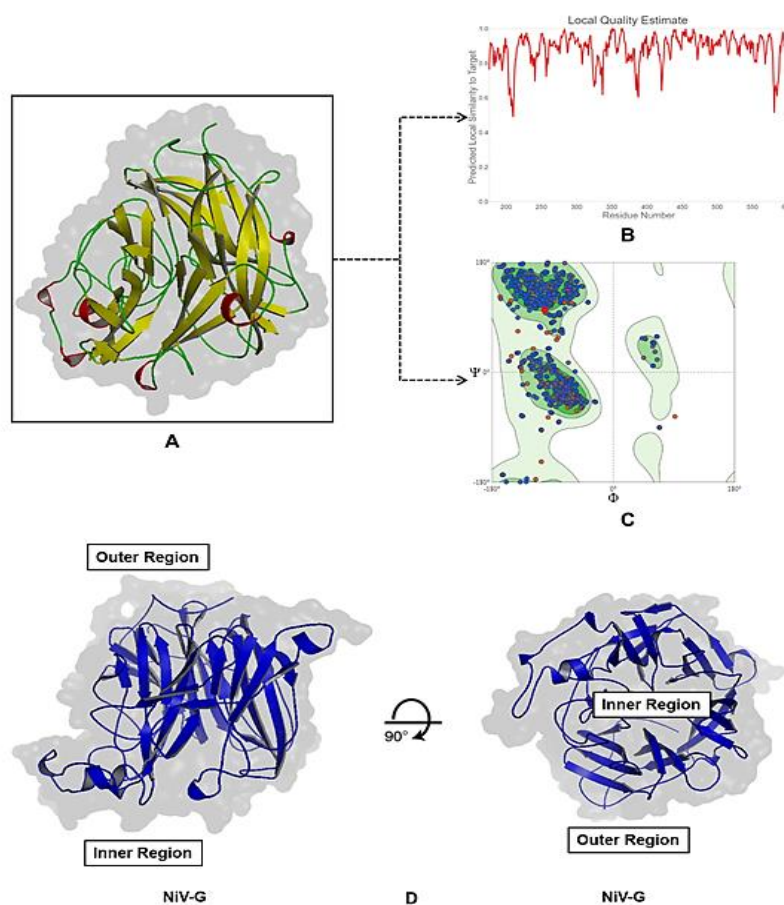 Local Quality Estimate
Predicted Local Similarity to Target
1.0
0.8
0.6
0.4
0.2
0.0
200 250 300 350 400 450 500 550
Residue Number
A
B
180°
Ψ
0°
-180°
-180° 0° 180°
Φ
C
Outer Region
90°
Inner Region
Inner Region
Outer Region
NiV-G D NiV-G